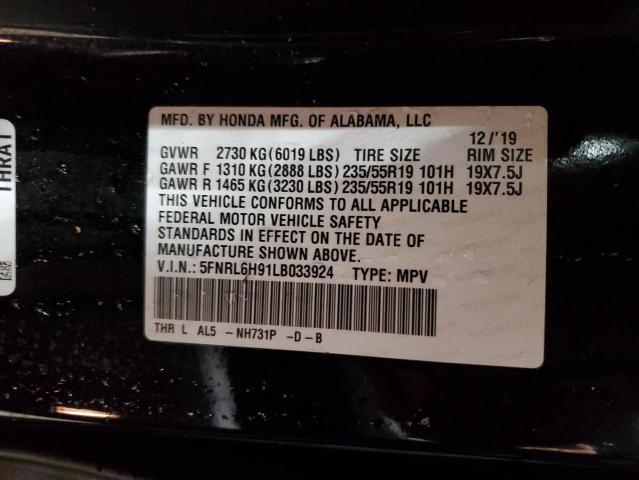 MFD. BY HONDA MFG. OF ALABAMA, LLC
12/'19
GVWR 2730 KG(6019 LBS) TIRE SIZE RIM SIZE
GAWR F 1310 KG(2888 LBS) 235/55R19 101H 19X7.5J
GAWR R 1465 KG(3230 LBS) 235/55R19 101H 19X7.5J
THIS VEHICLE CONFORMS TO ALL APPLICABLE
FEDERAL MOTOR VEHICLE SAFETY
STANDARDS IN EFFECT ON THE DATE OF
MANUFACTURE SHOWN ABOVE.
V.I.N.: 5FNRL6H91LB033924 TYPE: MPV
THR L AL5 -NH731P -D-B
THRA1